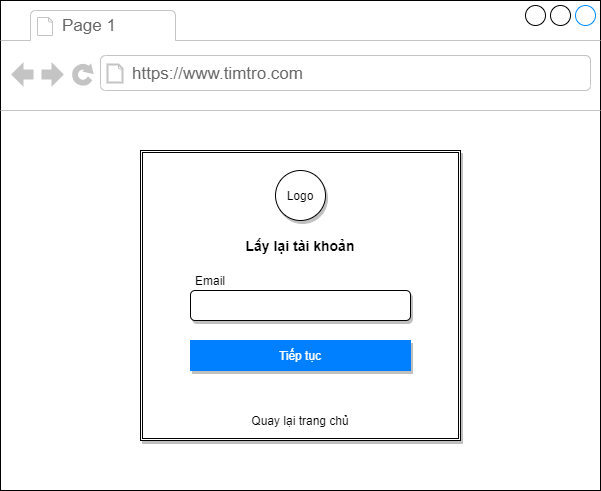 Page 1
https://www.timtro.com
Logo
Lấy lại tài khoản
Email
Tiếp tục
Quay lại trang chủ